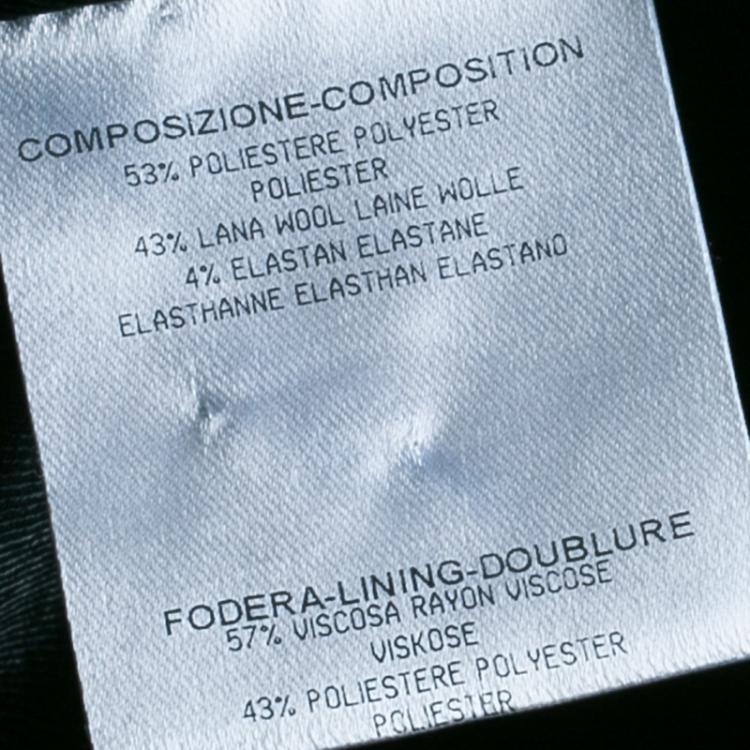 COMPOSIZIONE-COMPOSITION
53% POLIESTERE POLYESTER
POLIESTER
43% LANA WOOL LAINE WOLLE
4% ELASTAN ELASTANE
ELASTHANNE ELASTHAN ELASTANO
FODERA-LINING-DOUBLURE
57% VISCOSA RAYON VISCOSE
VISKOSE
43% POLIESTERE POLYESTER
POLIESTER